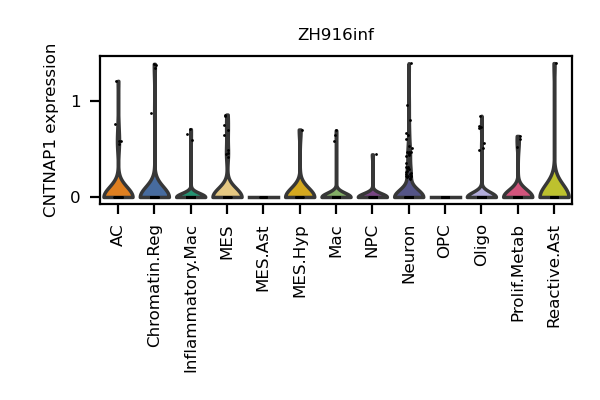 ZH916inf
CNTNAP1 expression
1
0
AC
Chromatin.Reg
Inflammatory.Mac
MES
MES.Ast
MES.Hyp
Mac
NPC
Neuron
OPC
Oligo
Prolif.Metab
Reactive.Ast